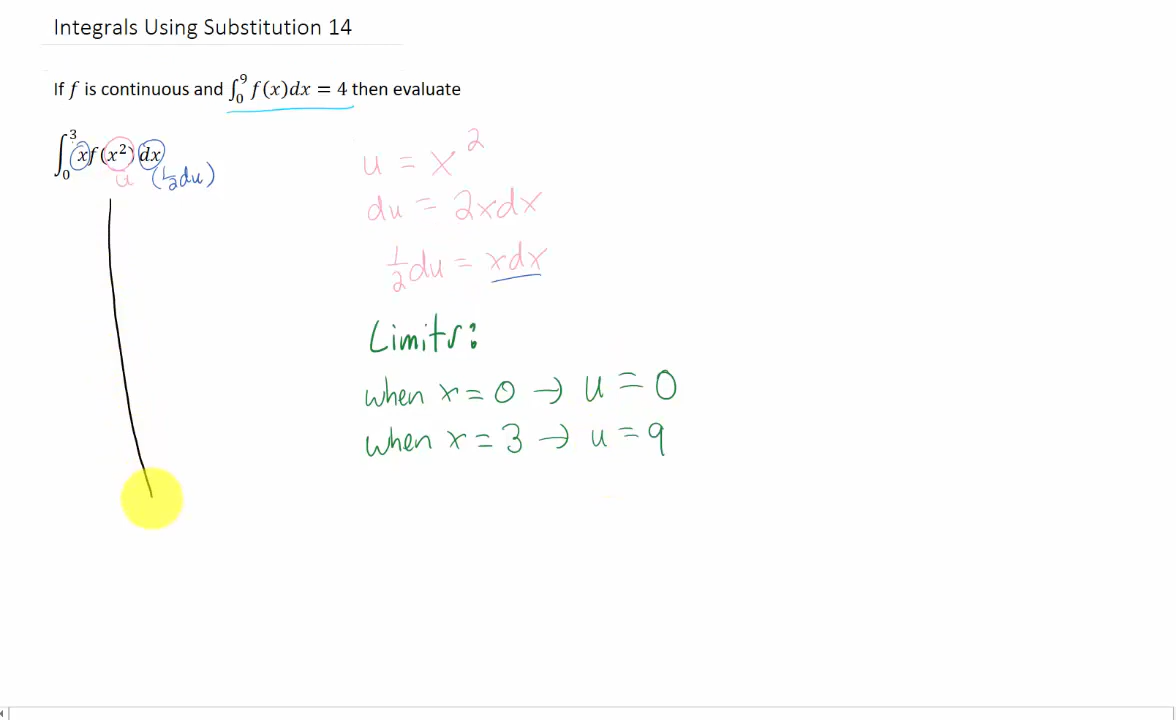 Integrals Using Substitution 14
If f is continuous and ∫₀⁹ f(x)dx = 4 then evaluate
∫₀³ xf(x²) dx
u (½du)
u = x²
du = 2xdx
½du = xdx
Limits:
when x = 0 → u = 0
when x = 3 → u = 9